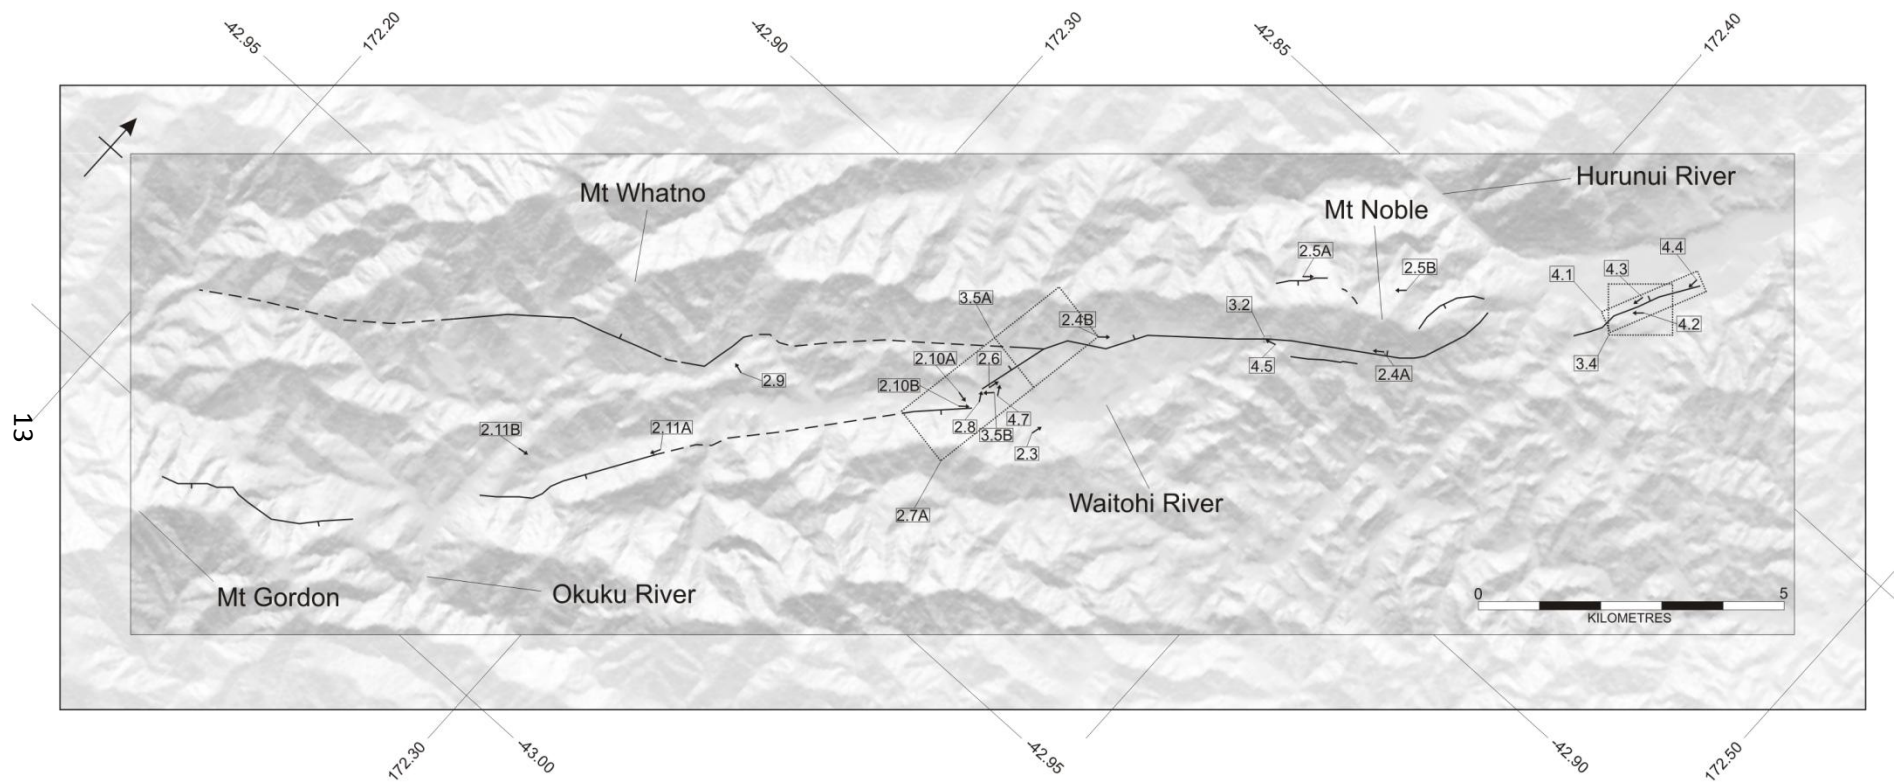 -42.95
172.20
-42.90
172.30
-42.85
172.40
Mt Whatno
Hurunui River
Mt Noble
2.5A
2.5B
4.4
4.3
4.1
3.5A
3.2
2.4B
4.2
2.10A
2.6
4.5
2.4A
3.4
2.9
2.10B
2.8
4.7
3.5B
2.3
2.11B
2.11A
13
Waitohi River
2.7A
Mt Gordon
Okuku River
0 5
KILOMETRES
172.30
-43.00
-42.95
-42.90
172.50